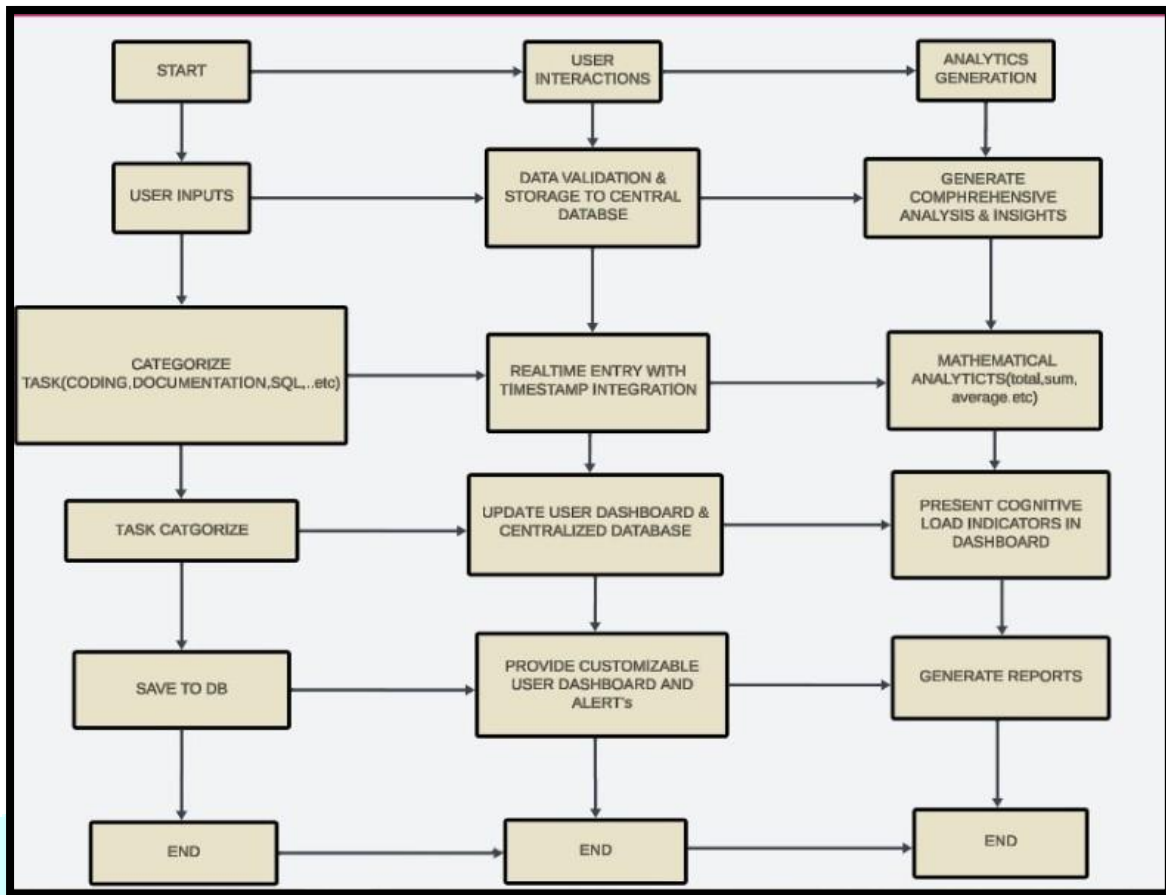 START
USER
INTERACTIONS
ANALYTICS
GENERATION
USER INPUTS
DATA VALIDATION &
STORAGE TO CENTRAL
DATABSE
GENERATE
COMPHREHENSIVE
ANALYSIS & INSIGHTS
CATEGORIZE
TASK(CODING,DOCUMENTATION,SQL,..etc)
REALTIME ENTRY WITH
TIMESTAMP INTEGRATION
MATHEMATICAL
ANALYTICTS(total,sum,
average.etc)
TASK CATGORIZE
UPDATE USER DASHBOARD &
CENTRALIZED DATABASE
PRESENT COGNITIVE
LOAD INDICATORS IN
DASHBOARD
SAVE TO DB
PROVIDE CUSTOMIZABLE
USER DASHBOARD AND
ALERT's
GENERATE REPORTS
END
END
END